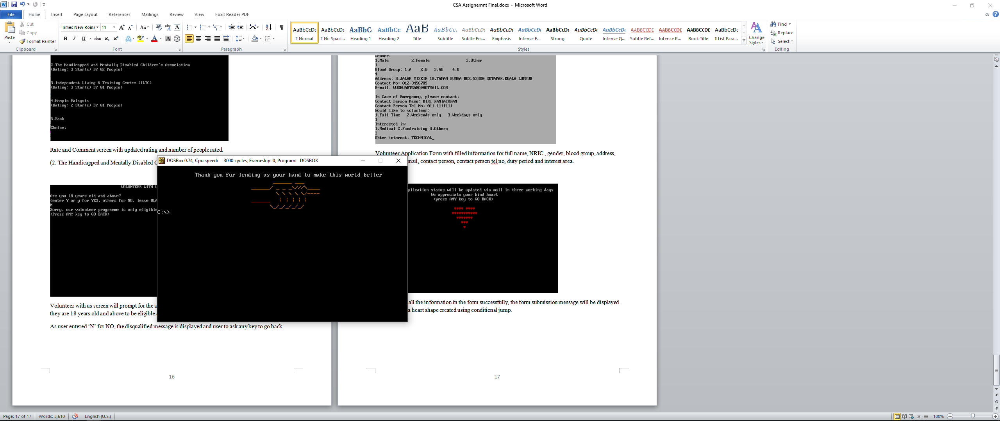 CSA Assignemnt Final.docx - Microsoft Word
File Home Insert Page Layout References Mailings Review View Foxit Reader PDF
Paste
Cut
Copy
Format Painter
Clipboard
Times New Roma 11
Font
Paragraph
AaBbCcDc AaBbCcDc AaBbC AaBbCc AaB AaBbCc. AaBbCcDc AaBbCcDc AaBbCcDc AaBbCcDc AaBbCcDc AaBbCcDc AaBbCcDc AaBbCcDc AaBbCcDc AaBbCcDc
¶ Normal ¶ No Spaci... Heading 1 Heading 2 Title Subtitle Subtle Em... Emphasis Intense E... Strong Quote Intense Q... Subtle Ref... Intense R... Book Title ¶ List Para...
Styles
Change Styles
Find
Replace
Select
Editing
2.The Handicapped and Mentally Disabled Children's Association
(Rating: 3 Star(s) BY 02 People)
3.Independent Living & Training Centre (ILTC)
(Rating: 3 Star(s) BY 01 People)
4.Hospis Malaysia
(Rating: 2 Star(s) BY 01 People)
5.Back
Choice:
Rate and Comment screen with updated rating and number of people rated.
(2. The Handicapped and Mentally Disabled C
VOLUNTEER WITH U
Are you 18 years old and above?
<enter Y or y for YES, others for NO, leave BLA
N
Sorry, our volunteer programme is only eligible
<Press ANY key to GO BACK>
Volunteer with us screen will prompt for the a
they are 18 years old and above to be eligible a
As user entered ‘N’ for NO, the disqualified message is displayed and user to ask any key to go back.
16
DOSBox 0.74, Cpu speed: 3000 cycles, Frameskip 0, Program: DOSBOX
Thank you for lending us your hand to make this world better
C:\>
Gender:
1.Male 2.Female 3.Other
1
Blood Group: 1.A 2.B 3.AB 4.O
4
Address: 8,JALAN MISKIN 10,TAMAN BUNGA ROS,53300 SETAPAK,KUALA LUMPUR
Contact No: 012-3456789
E-mail: WUSHUARTGARO@HOTMAIL.COM
In Case of Emergency, please contact:
Contact Person Name: KIRI KANIATHRAN
Contact Person Tel No: 011-1111111
Would like to volunteer:
1.Full Time 2.Weekends only 3.Weekdays only
1
Interested in:
1.Medical 2.Fundraising 3.Others
3
Ohter interest: TECHNICAL_
Volunteer Application Form with filled information for full name, NRIC , gender, blood group, address,
mail, contact person, contact person tel no, duty period and interest area.
plication status will be updated via mail in three working days
We appreciate your kind heart
<press ANY key to GO BACK>
all the information in the form successfully, the form submission message will be displayed
a heart shape created using conditional jump.
17
Page: 17 of 17 Words: 3,610 English (U.S.) 100%